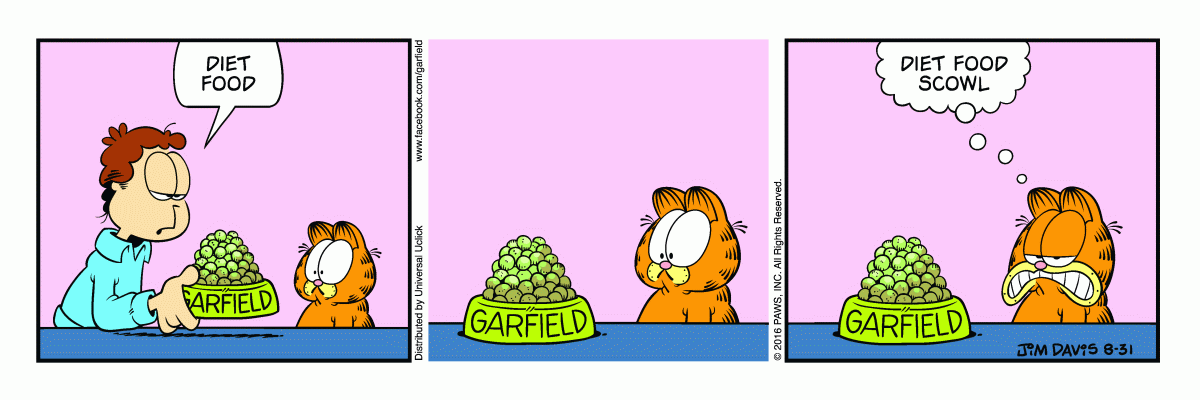 DIET
FOOD
GARFIELD
Distributed by Universal Uclick
www.facebook.com/garfield
GARFIELD
© 2016 PAWS, INC. All Rights Reserved.
DIET FOOD
SCOWL
GARFIELD
JIM DAVIS 8-31